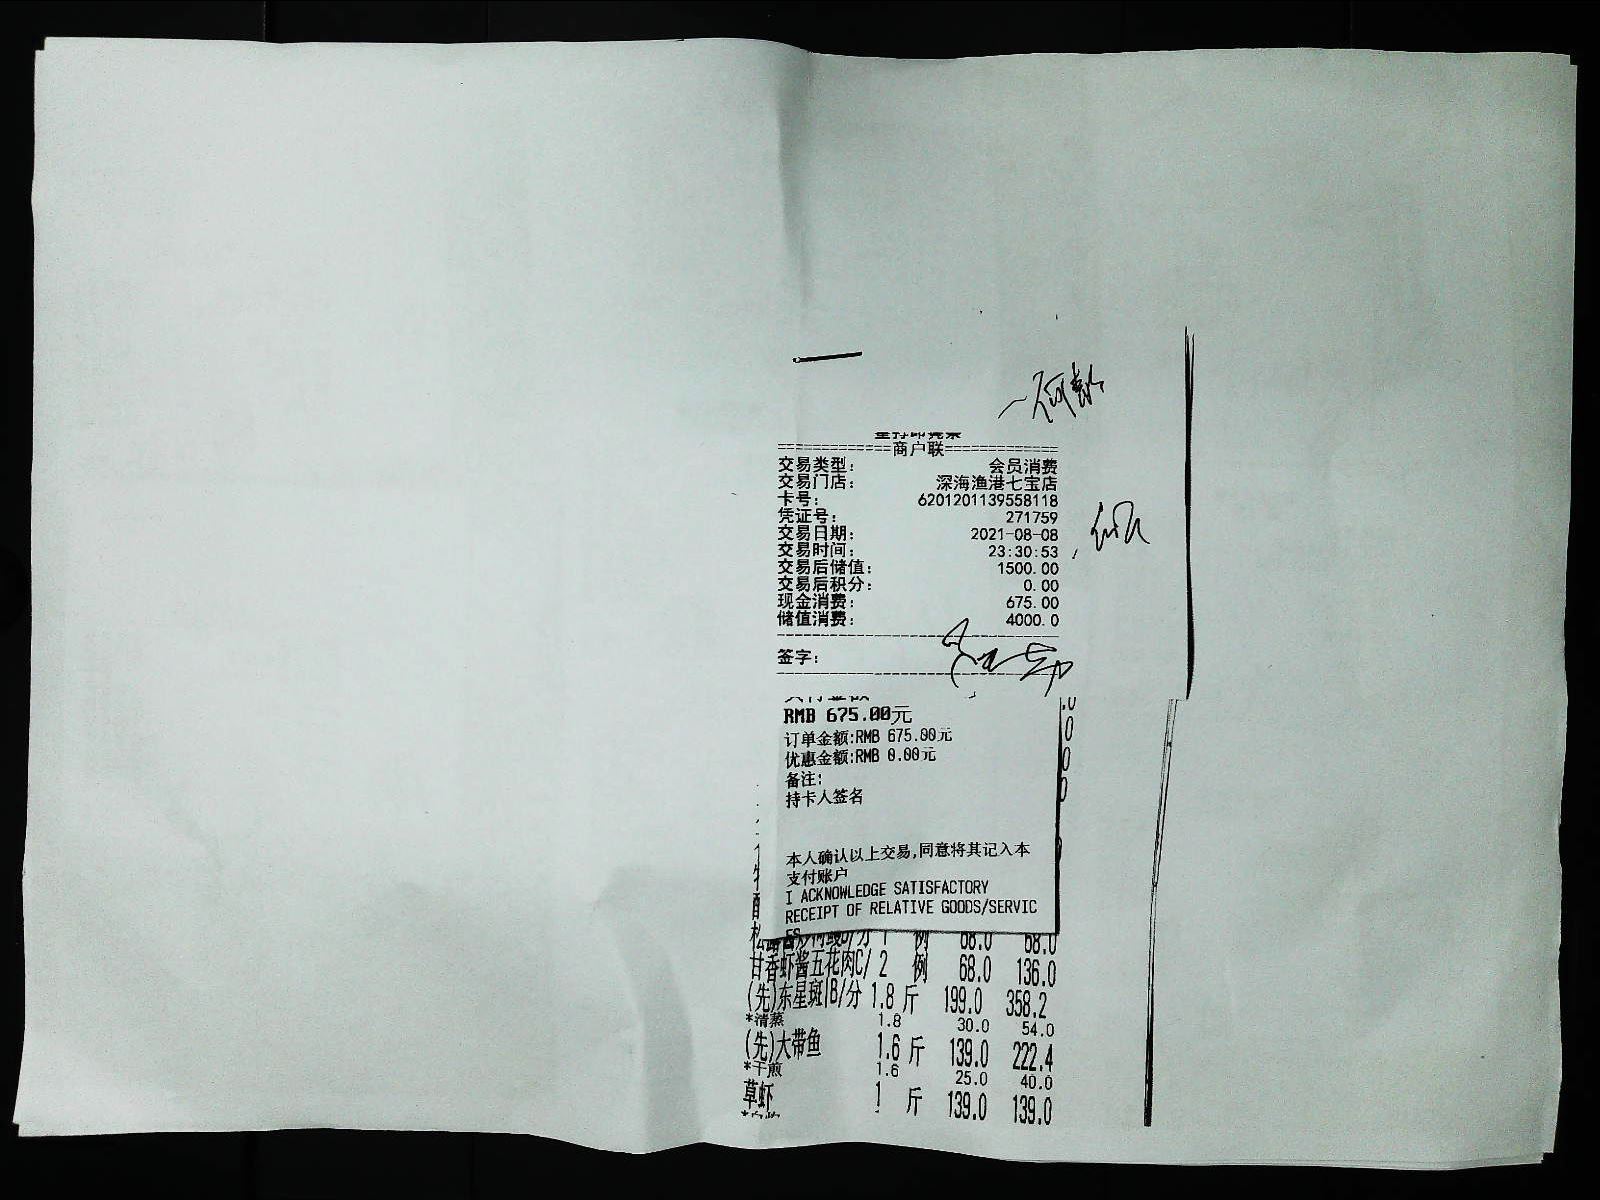 ============商户联============
交易类型: 会员消费
交易门店: 深海渔港七宝店
卡号: 6201201139558118
凭证号: 271759
交易日期: 2021-08-08
交易时间: 23:30:53
交易后储值: 1500.00
交易后积分: 0.00
现金消费: 675.00
储值消费: 4000.0
签字:
RMB 675.00元
订单金额:RMB 675.00元
优惠金额:RMB 0.00元
备注:
持卡人签名
本人确认以上交易,同意将其记入本
支付账户
I ACKNOWLEDGE SATISFACTORY
RECEIPT OF RELATIVE GOODS/SERVIC
ES
例 68.0 68.0
甘香虾酱五花肉C/ 2 例 68.0 136.0
(先)东星斑|B/分 1.8 斤 199.0 358.2
*清蒸 1.8 30.0 54.0
(先)大带鱼 1.6 斤 139.0 222.4
*干煎 1.6 25.0 40.0
草虾 1 斤 139.0 139.0